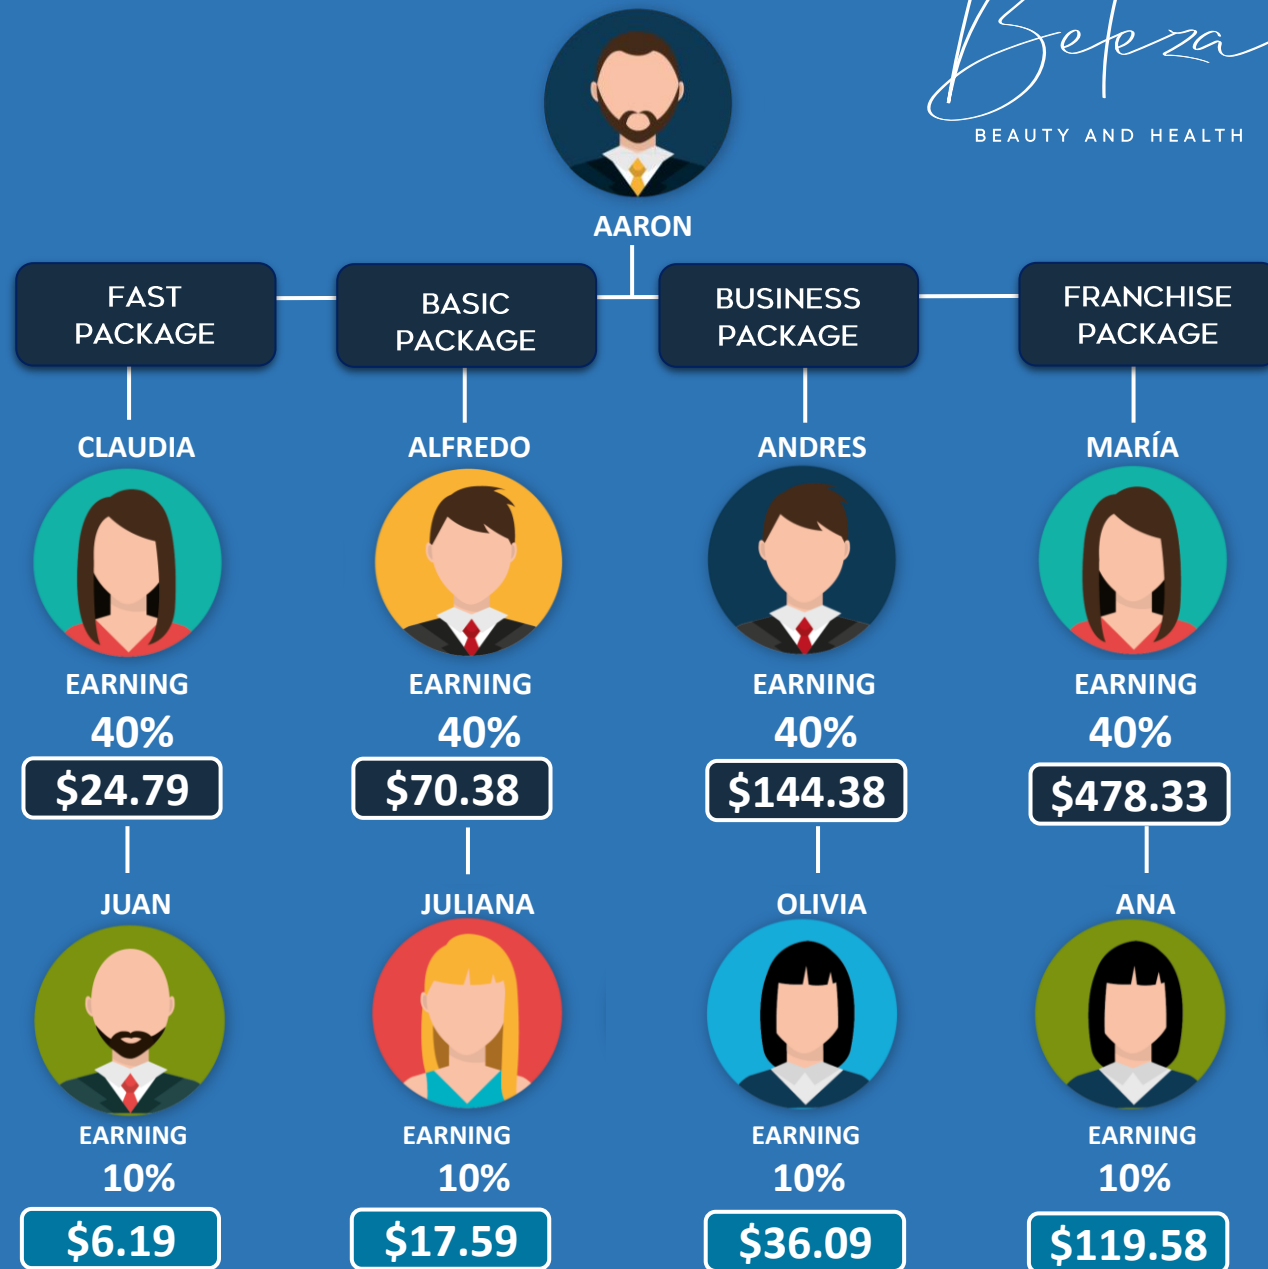 Beleza
BEAUTY AND HEALTH
AARON
FAST
PACKAGE
BASIC
PACKAGE
BUSINESS
PACKAGE
FRANCHISE
PACKAGE
CLAUDIA
ALFREDO
ANDRES
MARÍA
EARNING
EARNING
EARNING
EARNING
40%
40%
40%
40%
$24.79
$70.38
$144.38
$478.33
JUAN
JULIANA
OLIVIA
ANA
EARNING
EARNING
EARNING
EARNING
10%
10%
10%
10%
$6.19
$17.59
$36.09
$119.58